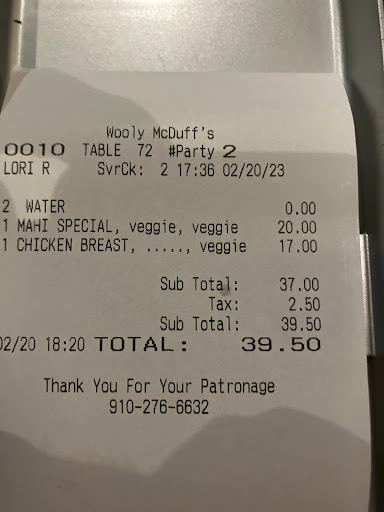 Wooly McDuff's
0010 TABLE 72 #Party 2
LORI R SvrCk: 2 17:36 02/20/23
2 WATER 0.00
1 MAHI SPECIAL, veggie, veggie 20.00
1 CHICKEN BREAST, ....., veggie 17.00
Sub Total: 37.00
Tax: 2.50
Sub Total: 39.50
02/20 18:20 TOTAL: 39.50
Thank You For Your Patronage
910-276-6632